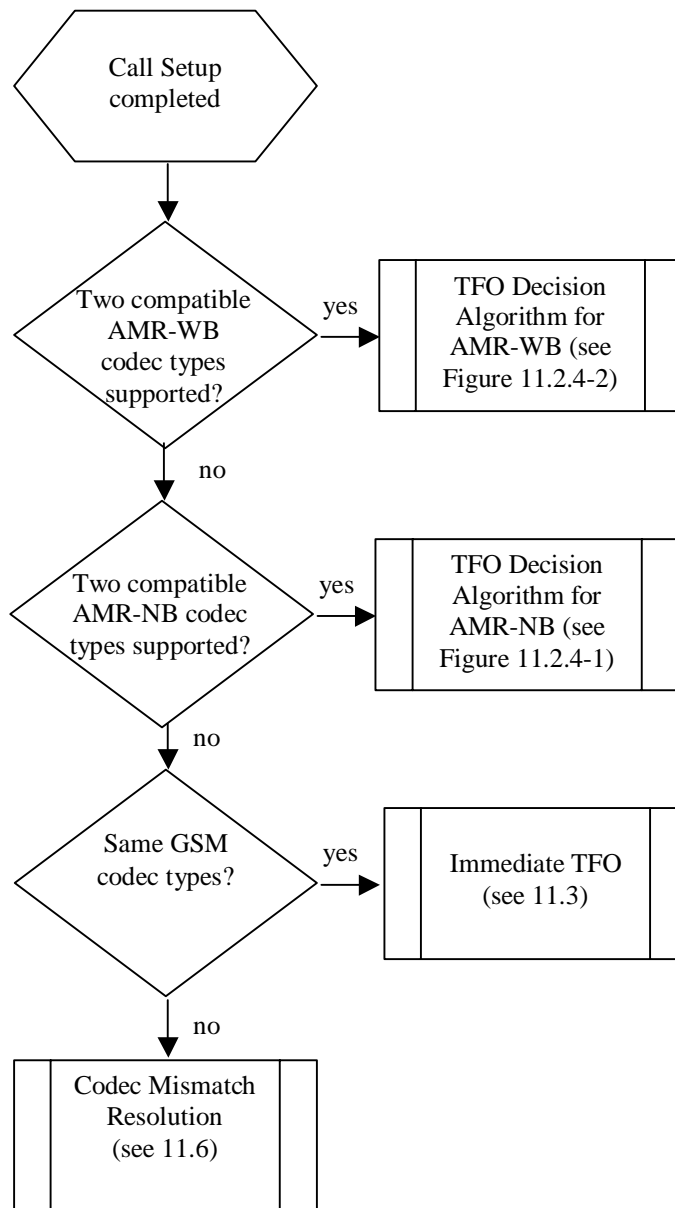 Call Setup
completed
Two compatible
AMR-WB
codec types
supported?
yes
TFO Decision
Algorithm for
AMR-WB (see
Figure 11.2.4-2)
no
Two compatible
AMR-NB codec
types supported?
yes
TFO Decision
Algorithm for
AMR-NB (see
Figure 11.2.4-1)
no
Same GSM
codec types?
yes
Immediate TFO
(see 11.3)
no
Codec Mismatch
Resolution
(see 11.6)